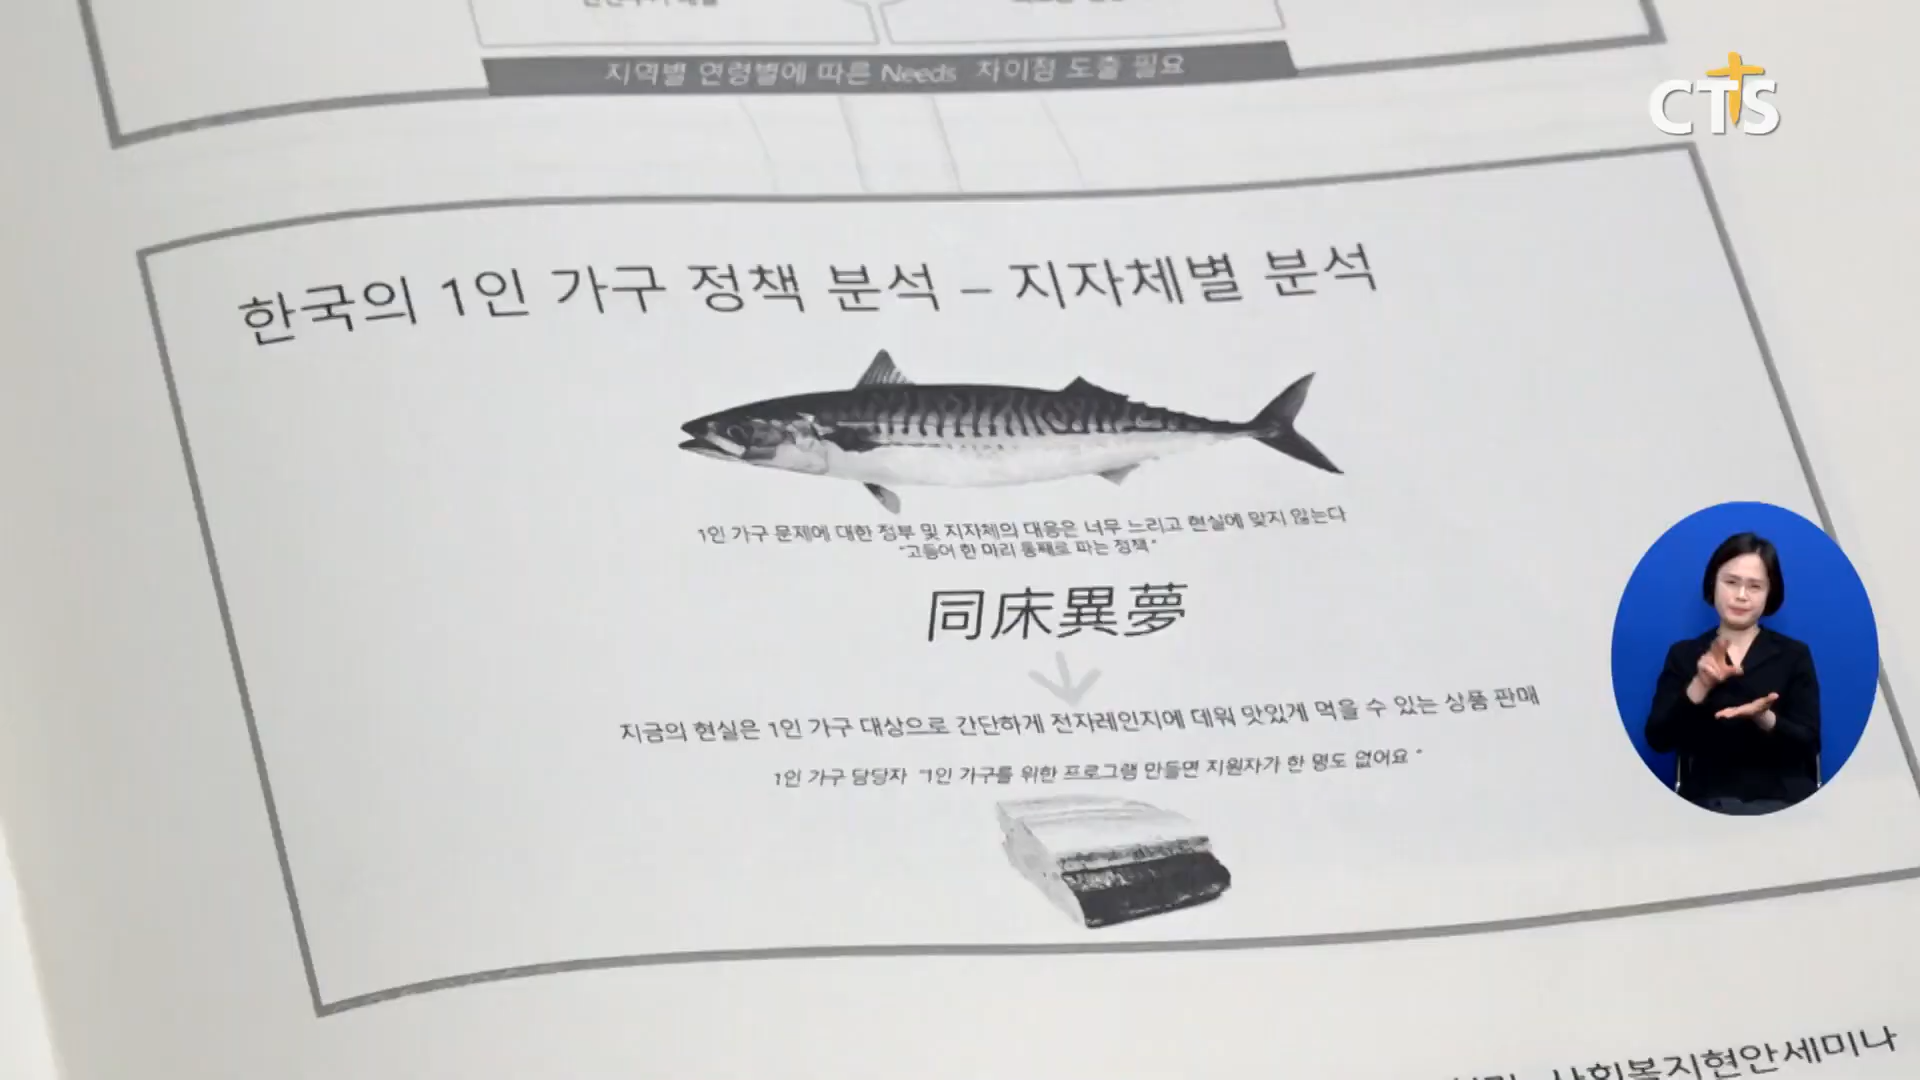 지역별 연령별에 따른 Needs 차이점 도출 필요
CTS
한국의 1인 가구 정책 분석 – 지자체별 분석
1인 가구 문제에 대한 정부 및 지자체의 대응은 너무 느리고 현실에 맞지 않는다
"고등어 한 마리 통째로 파는 정책"
同床異夢
지금의 현실은 1인 가구 대상으로 간단하게 전자레인지에 데워 맛있게 먹을 수 있는 상품 판매
1인 가구 담당자 "1인 가구를 위한 프로그램 만들면 지원자가 한 명도 없어요"
사회복지현안세미나